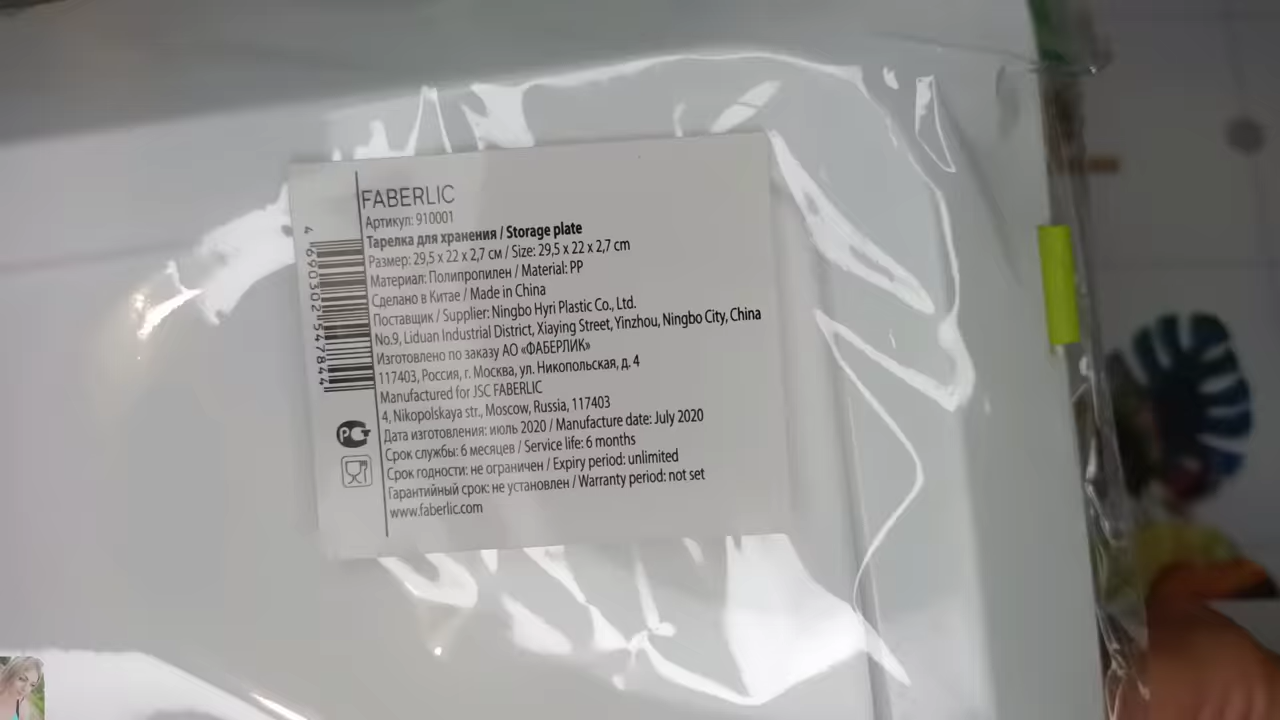 FABERLIC
Артикул: 910001
Тарелка для хранения / Storage plate
Размер: 29,5 x 22 x 2,7 см / Size: 29,5 x 22 x 2,7 cm
Материал: Полипропилен / Material: PP
Сделано в Китае / Made in China
Поставщик / Supplier: Ningbo Hyri Plastic Co., Ltd.
No.9, Liduan Industrial District, Xiaying Street, Yinzhou, Ningbo City, China
Изготовлено по заказу АО «ФАБЕРЛИК»
117403, Россия, г. Москва, ул. Никопольская, д. 4
Manufactured for JSC FABERLIC
4, Nikopolskaya str., Moscow, Russia, 117403
Дата изготовления: июль 2020 / Manufacture date: July 2020
Срок службы: 6 месяцев / Service life: 6 months
Срок годности: не ограничен / Expiry period: unlimited
Гарантийный срок: не установлен / Warranty period: not set
www.faberlic.com
4 690302 547844